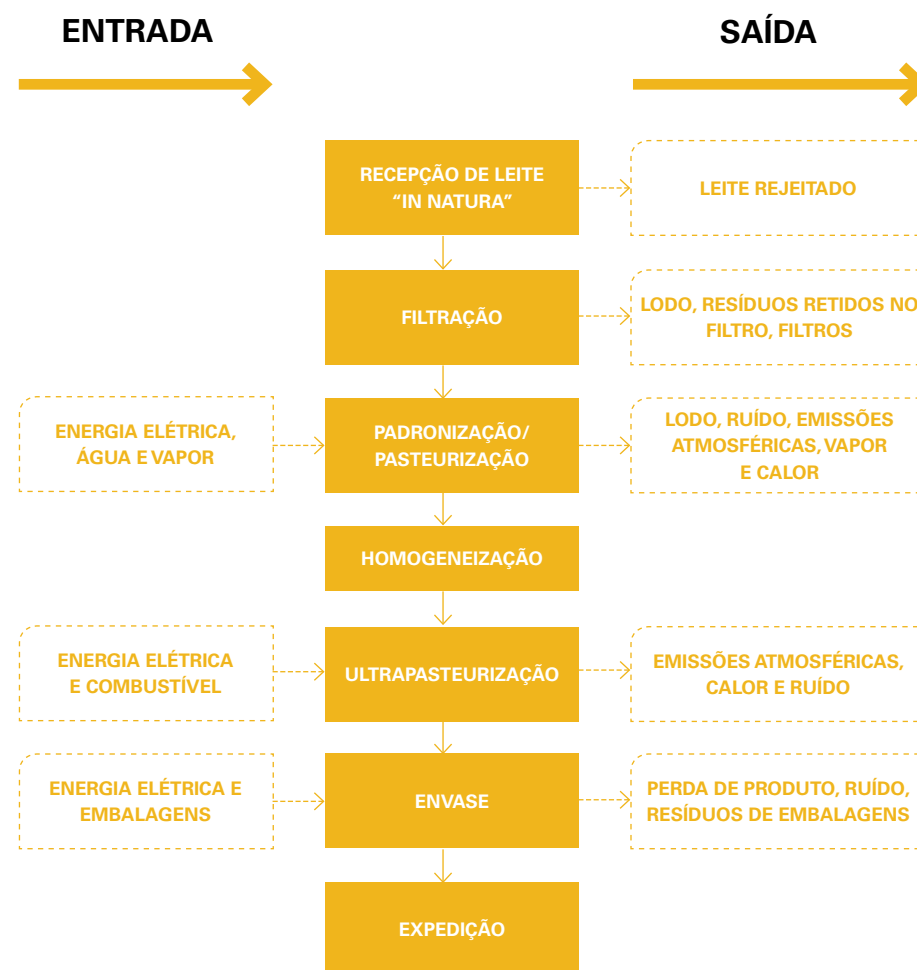 ENTRADA
SAÍDA
RECEPÇÃO DE LEITE
“IN NATURA”
LEITE REJEITADO
FILTRAÇÃO
LODO, RESÍDUOS RETIDOS NO
FILTRO, FILTROS
ENERGIA ELÉTRICA,
ÁGUA E VAPOR
PADRONIZAÇÃO/
PASTEURIZAÇÃO
LODO, RUÍDO, EMISSÕES
ATMOSFÉRICAS, VAPOR
E CALOR
HOMOGENEIZAÇÃO
ENERGIA ELÉTRICA
E COMBUSTÍVEL
ULTRAPASTEURIZAÇÃO
EMISSÕES ATMOSFÉRICAS,
CALOR E RUÍDO
ENERGIA ELÉTRICA E
EMBALAGENS
ENVASE
PERDA DE PRODUTO, RUÍDO,
RESÍDUOS DE EMBALAGENS
EXPEDIÇÃO